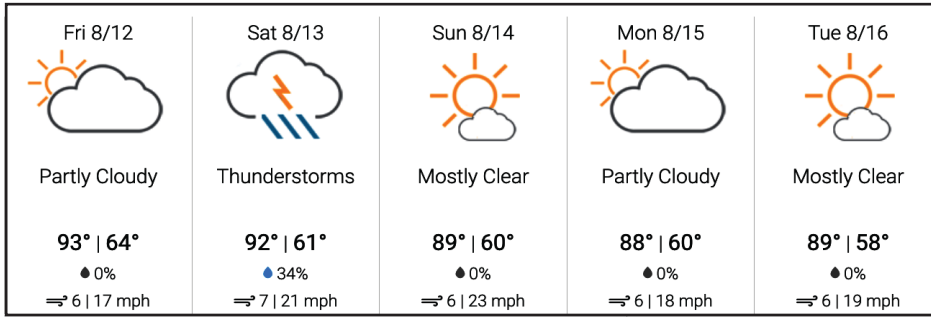 Fri 8/12
Partly Cloudy
93° | 64°
0%
6 | 17 mph
Sat 8/13
Thunderstorms
92° | 61°
34%
7 | 21 mph
Sun 8/14
Mostly Clear
89° | 60°
0%
6 | 23 mph
Mon 8/15
Partly Cloudy
88° | 60°
0%
6 | 18 mph
Tue 8/16
Mostly Clear
89° | 58°
0%
6 | 19 mph